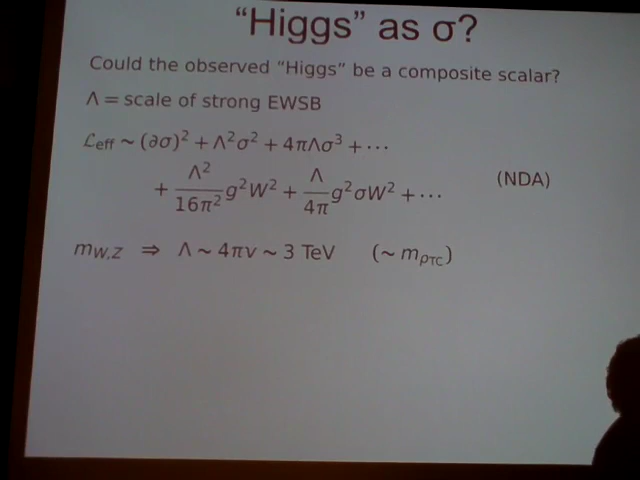 “Higgs” as σ?
Could the observed “Higgs” be a composite scalar?
Λ = scale of strong EWSB
ℒeff ~ (∂σ)² + Λ²σ² + 4πΛσ³ + ···
+ Λ²/16π² g²W² + Λ/4π g²σW² + ··· (NDA)
mW,Z ⇒ Λ ~ 4πv ~ 3 TeV (~ mρTC)